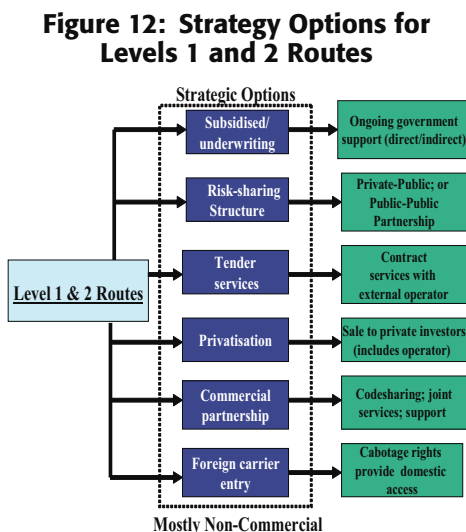 Figure 12: Strategy Options for
Levels 1 and 2 Routes
Strategic Options
Subsidised/
underwriting
Ongoing government
support (direct/indirect)
Risk-sharing
Structure
Private-Public; or
Public-Public
Partnership
Level 1 & 2 Routes
Tender
services
Contract
services with
external operator
Privatisation
Sale to private investors
(includes operator)
Commercial
partnership
Codesharing; joint
services; support
Foreign carrier
entry
Cabotage rights
provide domestic
access
Mostly Non-Commercial